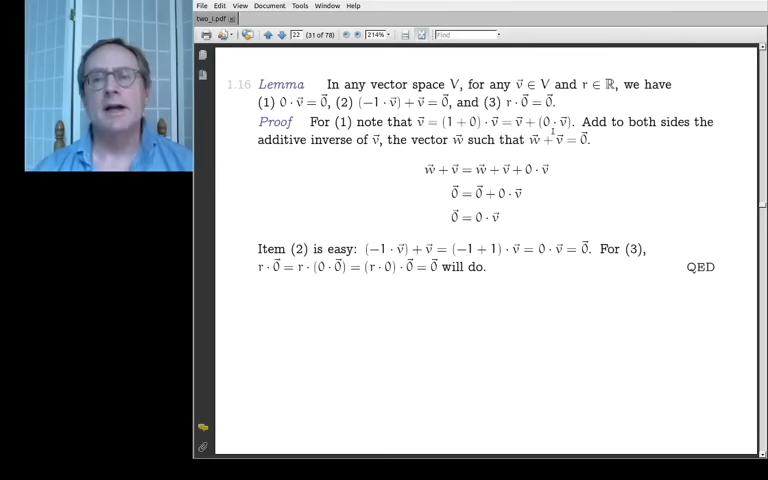 File Edit View Document Tools Window Help
two_i.pdf
22 (31 of 78) 214% Find
1.16 Lemma In any vector space V, for any v⃗ ∈ V and r ∈ ℝ, we have
(1) 0 · v⃗ = 0⃗, (2) (−1 · v⃗) + v⃗ = 0⃗, and (3) r · 0⃗ = 0⃗.
Proof For (1) note that v⃗ = (1 + 0) · v⃗ = v⃗ + (0 · v⃗). Add to both sides the
additive inverse of v⃗, the vector w⃗ such that w⃗ + v⃗ = 0⃗.
w⃗ + v⃗ = w⃗ + v⃗ + 0 · v⃗
0⃗ = 0⃗ + 0 · v⃗
0⃗ = 0 · v⃗
Item (2) is easy: (−1 · v⃗) + v⃗ = (−1 + 1) · v⃗ = 0 · v⃗ = 0⃗. For (3),
r · 0⃗ = r · (0 · 0⃗) = (r · 0) · 0⃗ = 0⃗ will do. QED